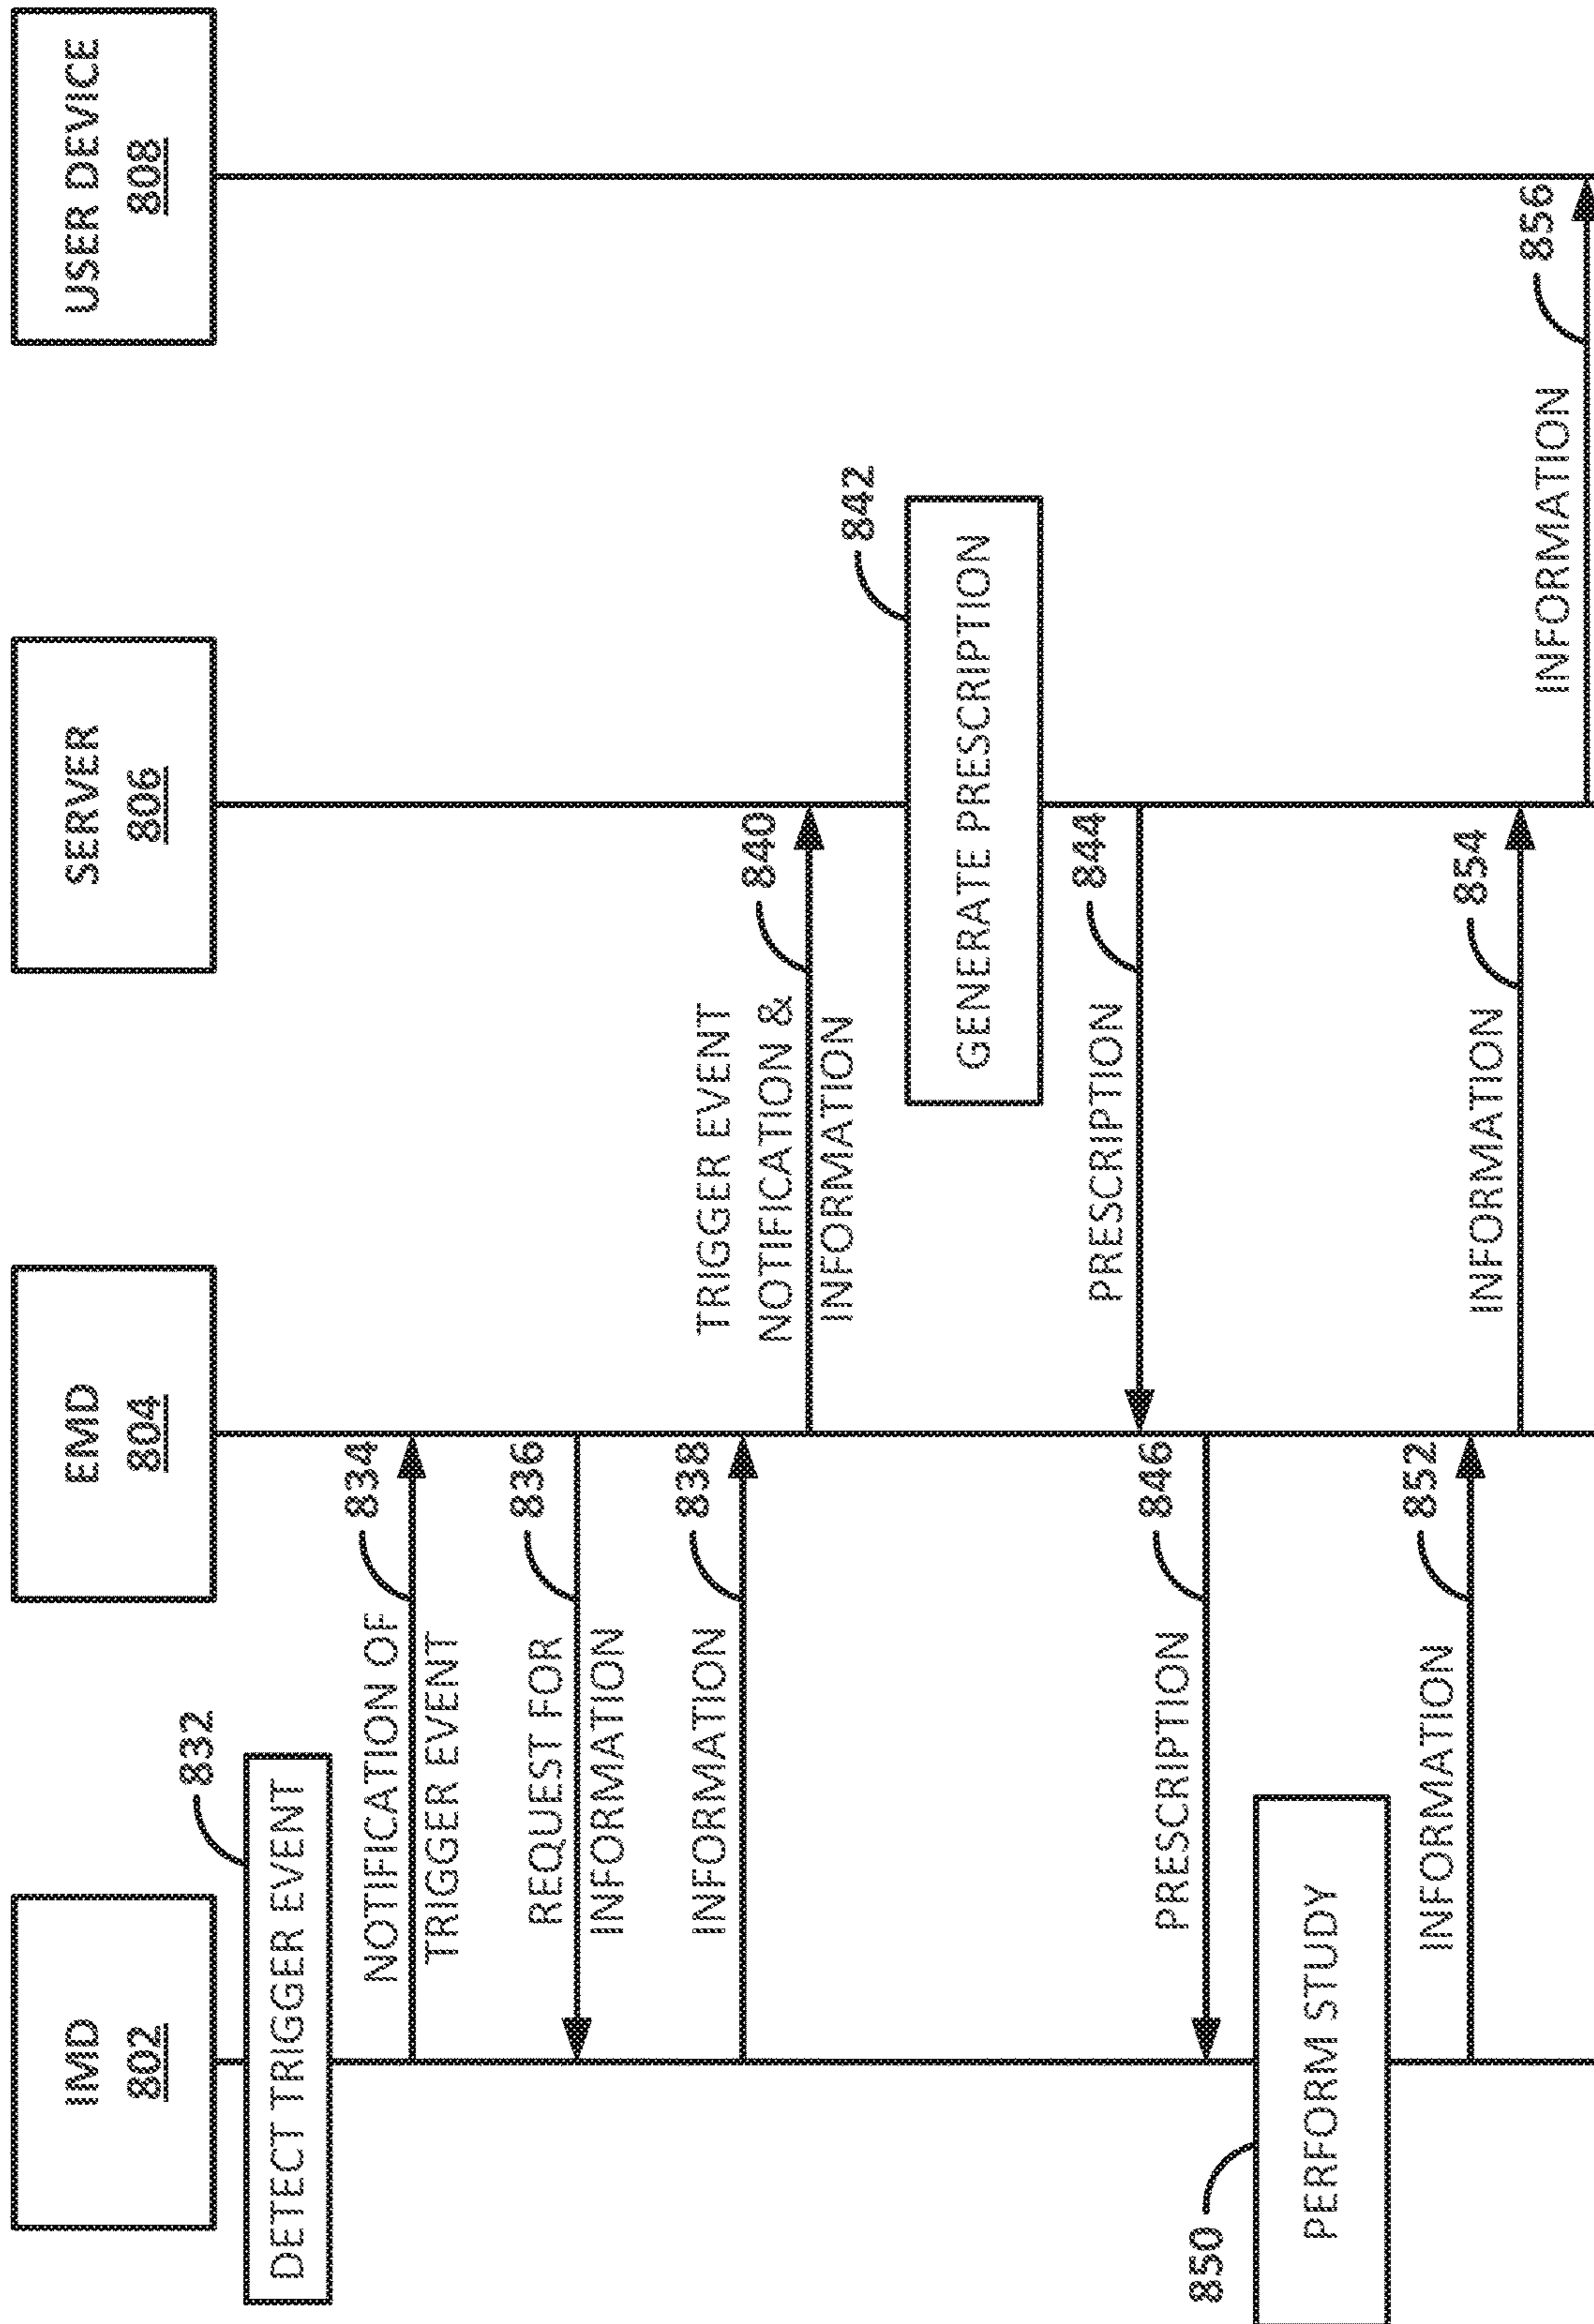 IMD
802
EMD
804
SERVER
806
USER DEVICE
808
832
DETECT TRIGGER EVENT
834
NOTIFICATION OF
TRIGGER EVENT
836
REQUEST FOR
INFORMATION
838
INFORMATION
840
TRIGGER EVENT
NOTIFICATION &
INFORMATION
842
GENERATE PRESCRIPTION
844
PRESCRIPTION
846
PRESCRIPTION
850
PERFORM STUDY
852
INFORMATION
854
INFORMATION
856
INFORMATION